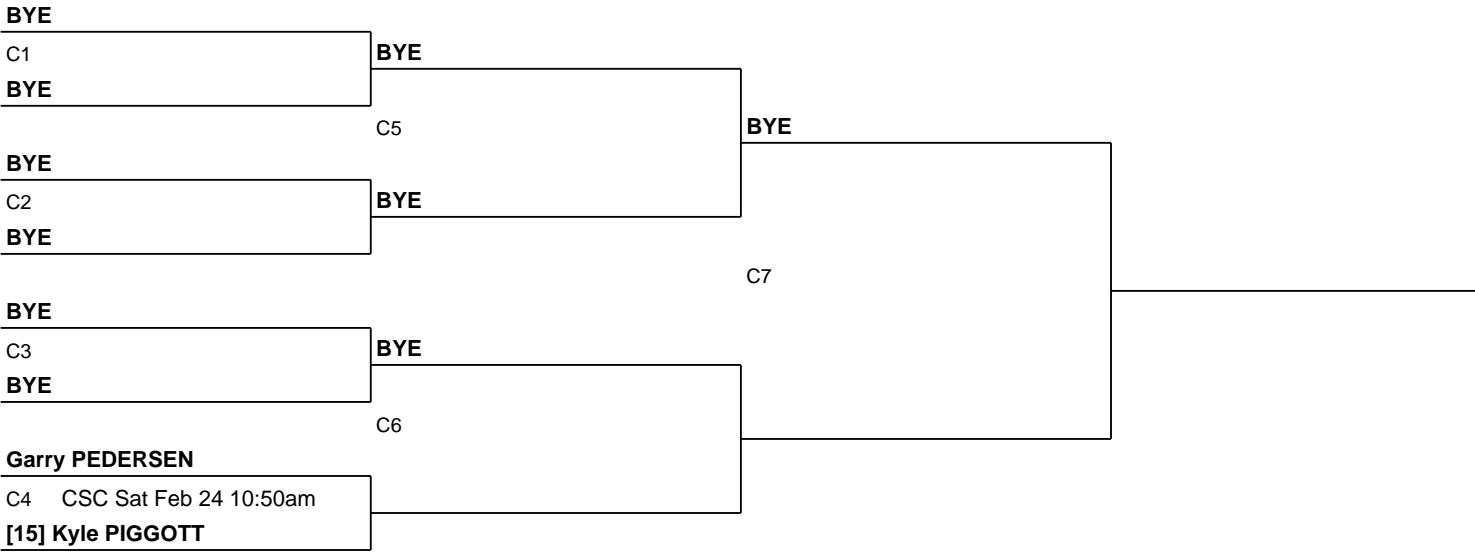 BYE
C1
BYE
BYE
C5
BYE
BYE
C2
BYE
BYE
C7
BYE
C3
BYE
BYE
C6
Garry PEDERSEN
C4 CSC Sat Feb 24 10:50am
[15] Kyle PIGGOTT